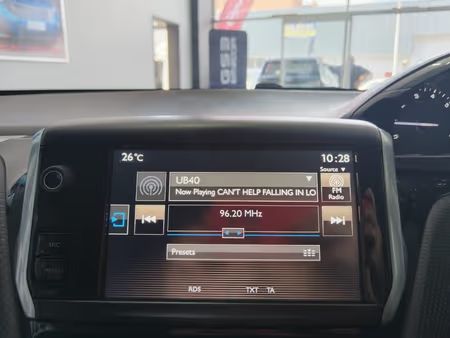 26°C
10:28
Source ▼
UB40 ▼
Now Playing CAN'T HELP FALLING IN LO
FM
Radio
96.20 MHz
SRC
Presets
RDS TXT TA